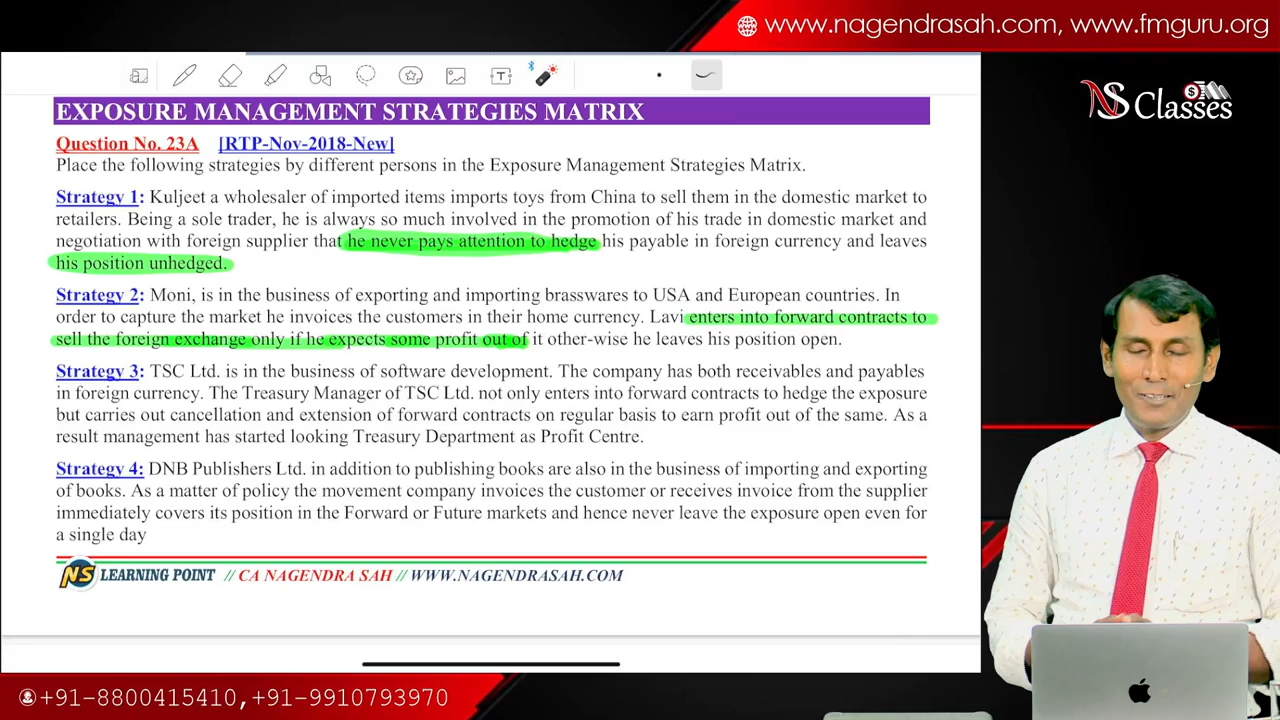 www.nagendrasah.com, www.fmguru.org
NS Classes
EXPOSURE MANAGEMENT STRATEGIES MATRIX
Question No. 23A [RTP-Nov-2018-New]
Place the following strategies by different persons in the Exposure Management Strategies Matrix.
Strategy 1: Kuljeet a wholesaler of imported items imports toys from China to sell them in the domestic market to
retailers. Being a sole trader, he is always so much involved in the promotion of his trade in domestic market and
negotiation with foreign supplier that he never pays attention to hedge his payable in foreign currency and leaves
his position unhedged.
Strategy 2: Moni, is in the business of exporting and importing brasswares to USA and European countries. In
order to capture the market he invoices the customers in their home currency. Lavi enters into forward contracts to
sell the foreign exchange only if he expects some profit out of it other-wise he leaves his position open.
Strategy 3: TSC Ltd. is in the business of software development. The company has both receivables and payables
in foreign currency. The Treasury Manager of TSC Ltd. not only enters into forward contracts to hedge the exposure
but carries out cancellation and extension of forward contracts on regular basis to earn profit out of the same. As a
result management has started looking Treasury Department as Profit Centre.
Strategy 4: DNB Publishers Ltd. in addition to publishing books are also in the business of importing and exporting
of books. As a matter of policy the movement company invoices the customer or receives invoice from the supplier
immediately covers its position in the Forward or Future markets and hence never leave the exposure open even for
a single day
NS LEARNING POINT // CA NAGENDRA SAH // WWW.NAGENDRASAH.COM
+91-8800415410,+91-9910793970